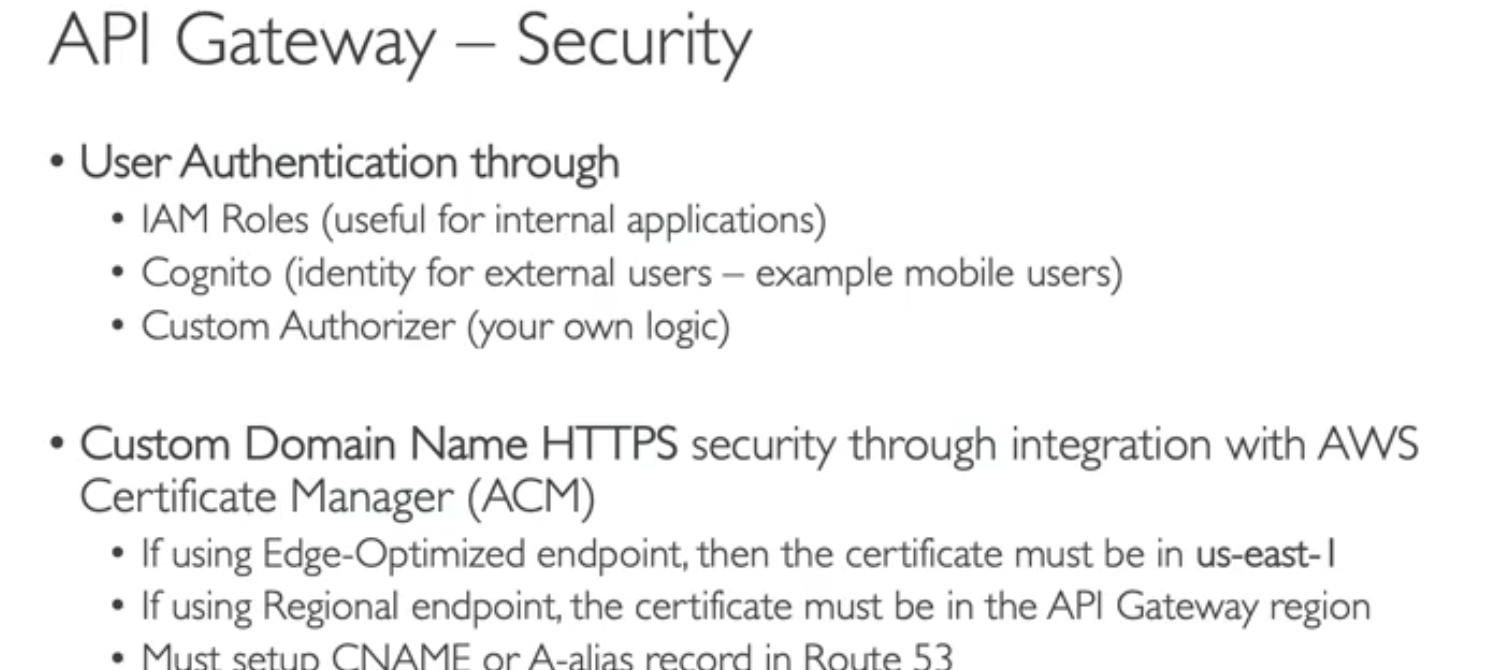 API Gateway – Security
• User Authentication through
• IAM Roles (useful for internal applications)
• Cognito (identity for external users – example mobile users)
• Custom Authorizer (your own logic)
• Custom Domain Name HTTPS security through integration with AWS
Certificate Manager (ACM)
• If using Edge-Optimized endpoint, then the certificate must be in us-east-1
• If using Regional endpoint, the certificate must be in the API Gateway region
• Must setup CNAME or A-alias record in Route 53